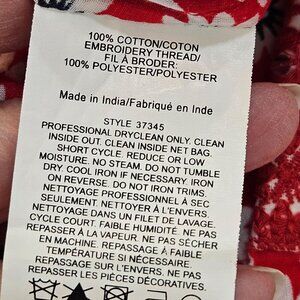 100% COTTON/COTON
EMBROIDERY THREAD/
FIL À BRODER:
100% POLYESTER/POLYESTER
Made in India/Fabriqué en Inde
STYLE 37345
PROFESSIONAL DRYCLEAN ONLY. CLEAN
INSIDE OUT. CLEAN INSIDE NET BAG.
SHORT CYCLE. REDUCE OR LOW
MOISTURE. NO STEAM. DO NOT TUMBLE
DRY. COOL IRON IF NECESSARY. IRON
ON REVERSE. DO NOT IRON TRIMS.
NETTOYAGE PROFESSIONNEL À SEC
SEULEMENT. NETTOYER À L'ENVERS.
NETTOYAGE DANS UN FILET DE LAVAGE.
CYCLE COURT. FAIBLE HUMIDITÉ. NE PAS
REPASSER À LA VAPEUR. NE PAS SÉCHER
EN MACHINE. REPASSAGE À FAIBLE
TEMPÉRATURE SI NÉCESSAIRE.
REPASSAGE SUR L'ENVERS. NE PAS
REPASSER LES PIÈCES DÉCORATIVES.